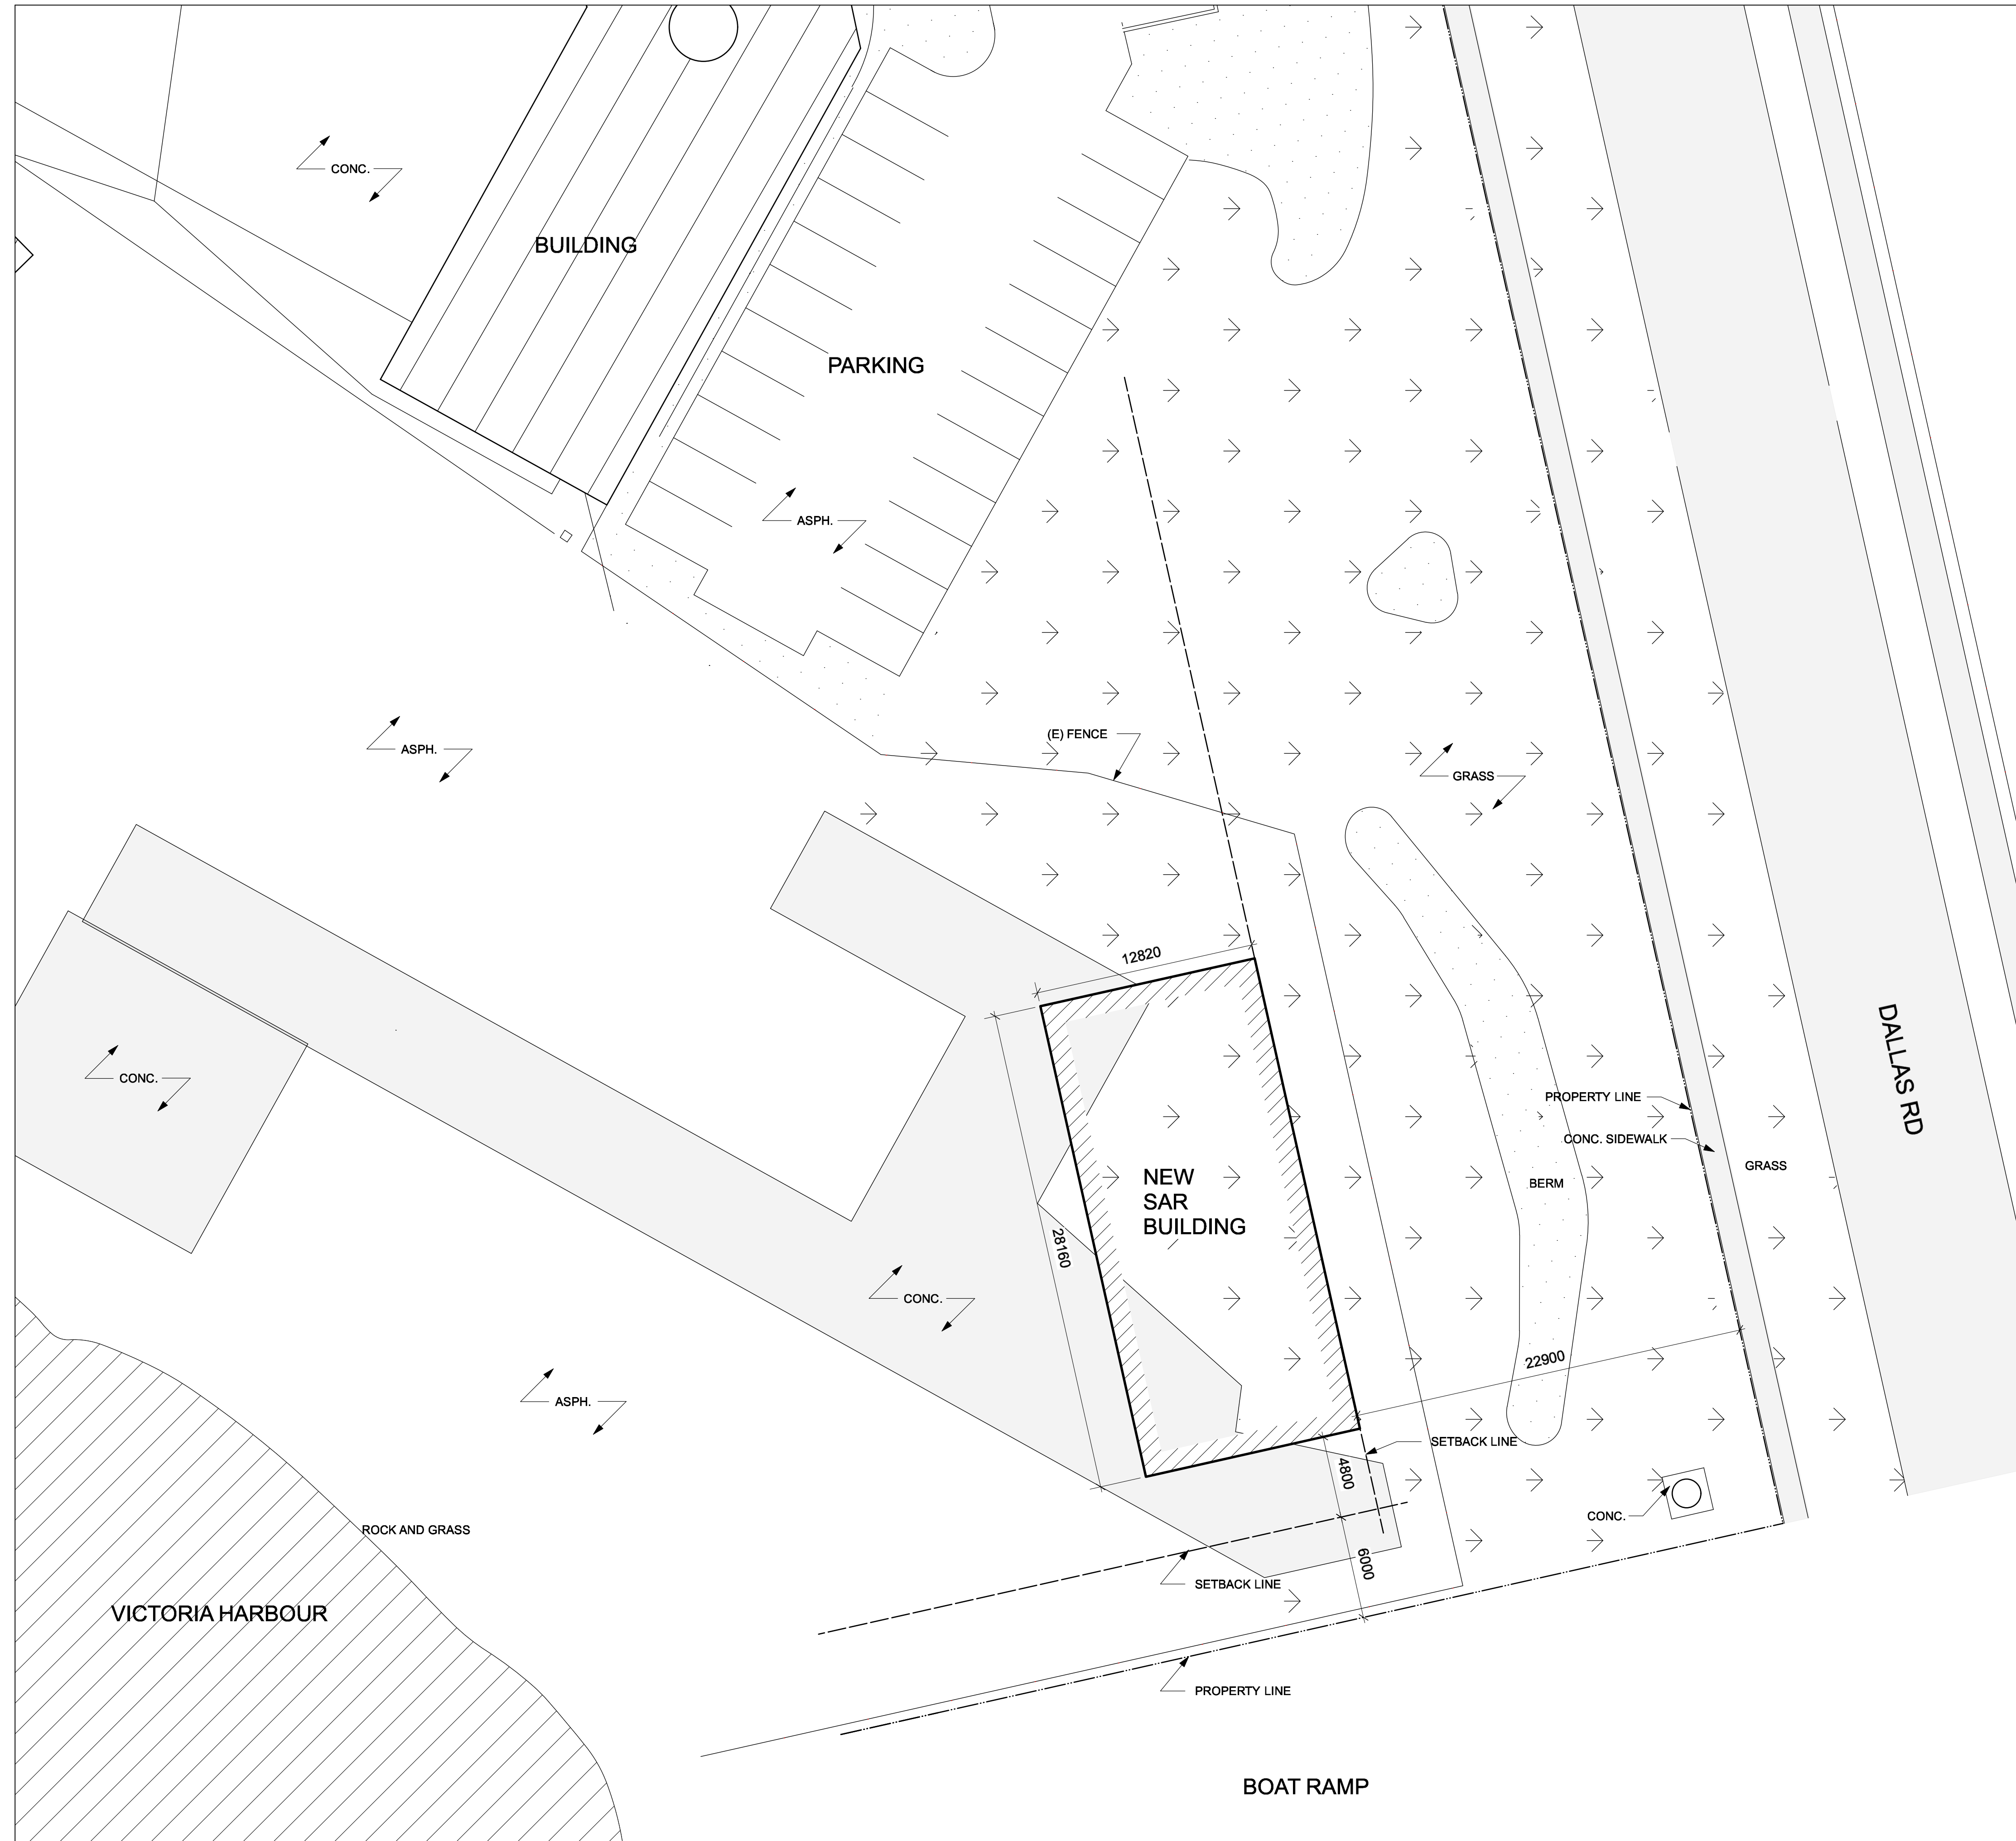 CONC.
BUILDING
PARKING
ASPH.
(E) FENCE
ASPH.
GRASS
12820
DALLAS RD
CONC.
PROPERTY LINE
CONC. SIDEWALK
GRASS
NEW
SAR
BUILDING
BERM
28160
CONC.
22900
ASPH.
SETBACK LINE
4800
CONC.
ROCK AND GRASS
6000
SETBACK LINE
VICTORIA HARBOUR
PROPERTY LINE
BOAT RAMP